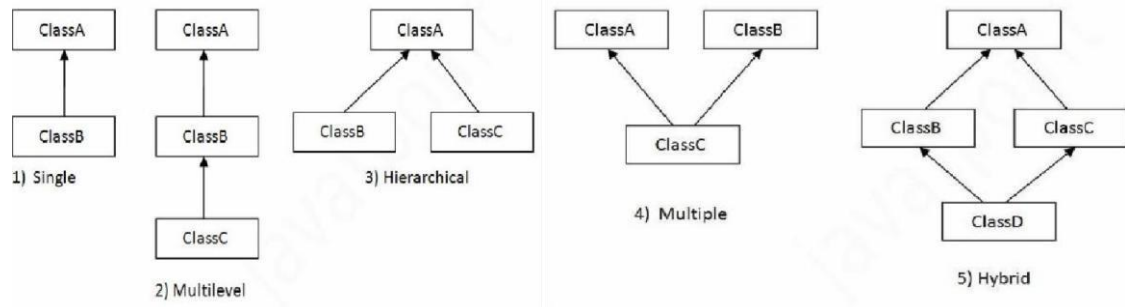 ClassA
ClassB
1) Single
ClassA
ClassB
ClassC
2) Multilevel
ClassA
ClassB
ClassC
3) Hierarchical
ClassA
ClassB
ClassC
4) Multiple
ClassA
ClassB
ClassC
ClassD
5) Hybrid